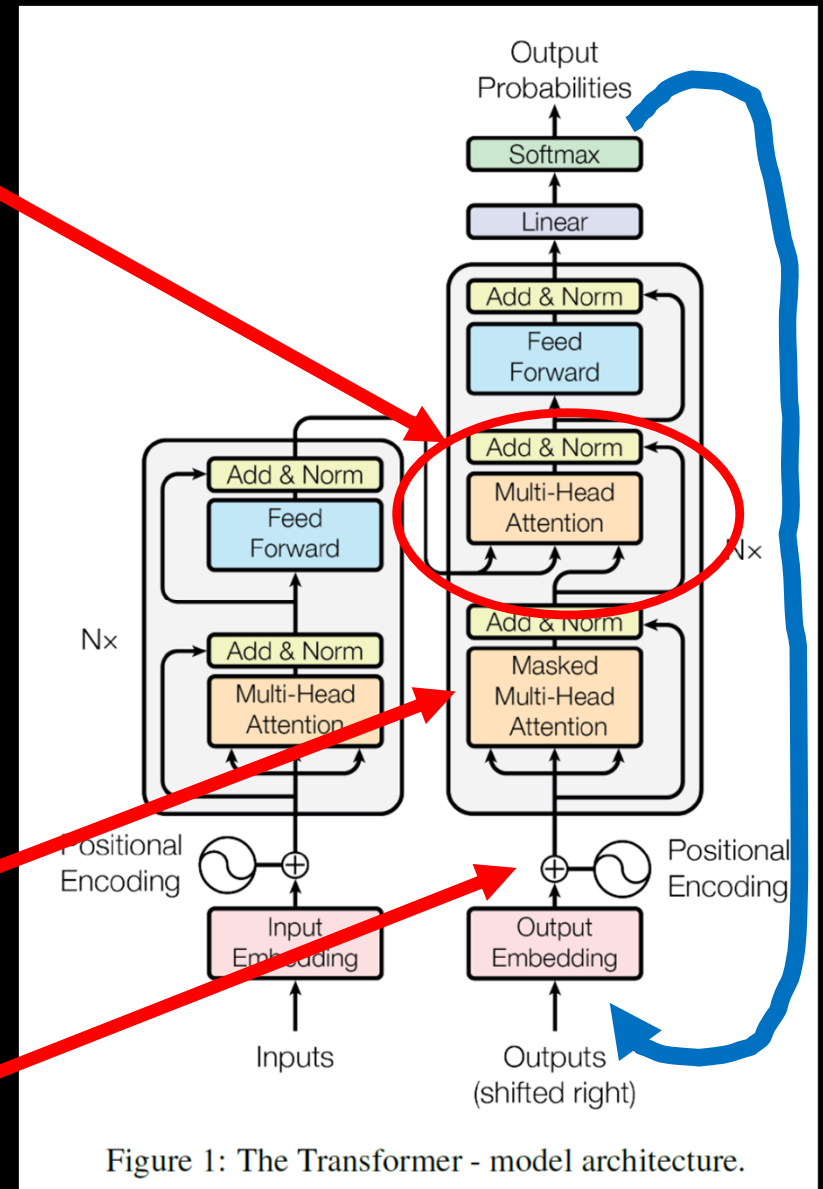 Output
Probabilities
Softmax
Linear
Add & Norm
Feed
Forward
Add & Norm
Multi-Head
Attention
Nx
Add & Norm
Masked
Multi-Head
Attention
Positional
Encoding
Output
Embedding
Outputs
(shifted right)
Add & Norm
Feed
Forward
Nx
Add & Norm
Multi-Head
Attention
Positional
Encoding
Input
Embedding
Inputs
Figure 1: The Transformer - model architecture.